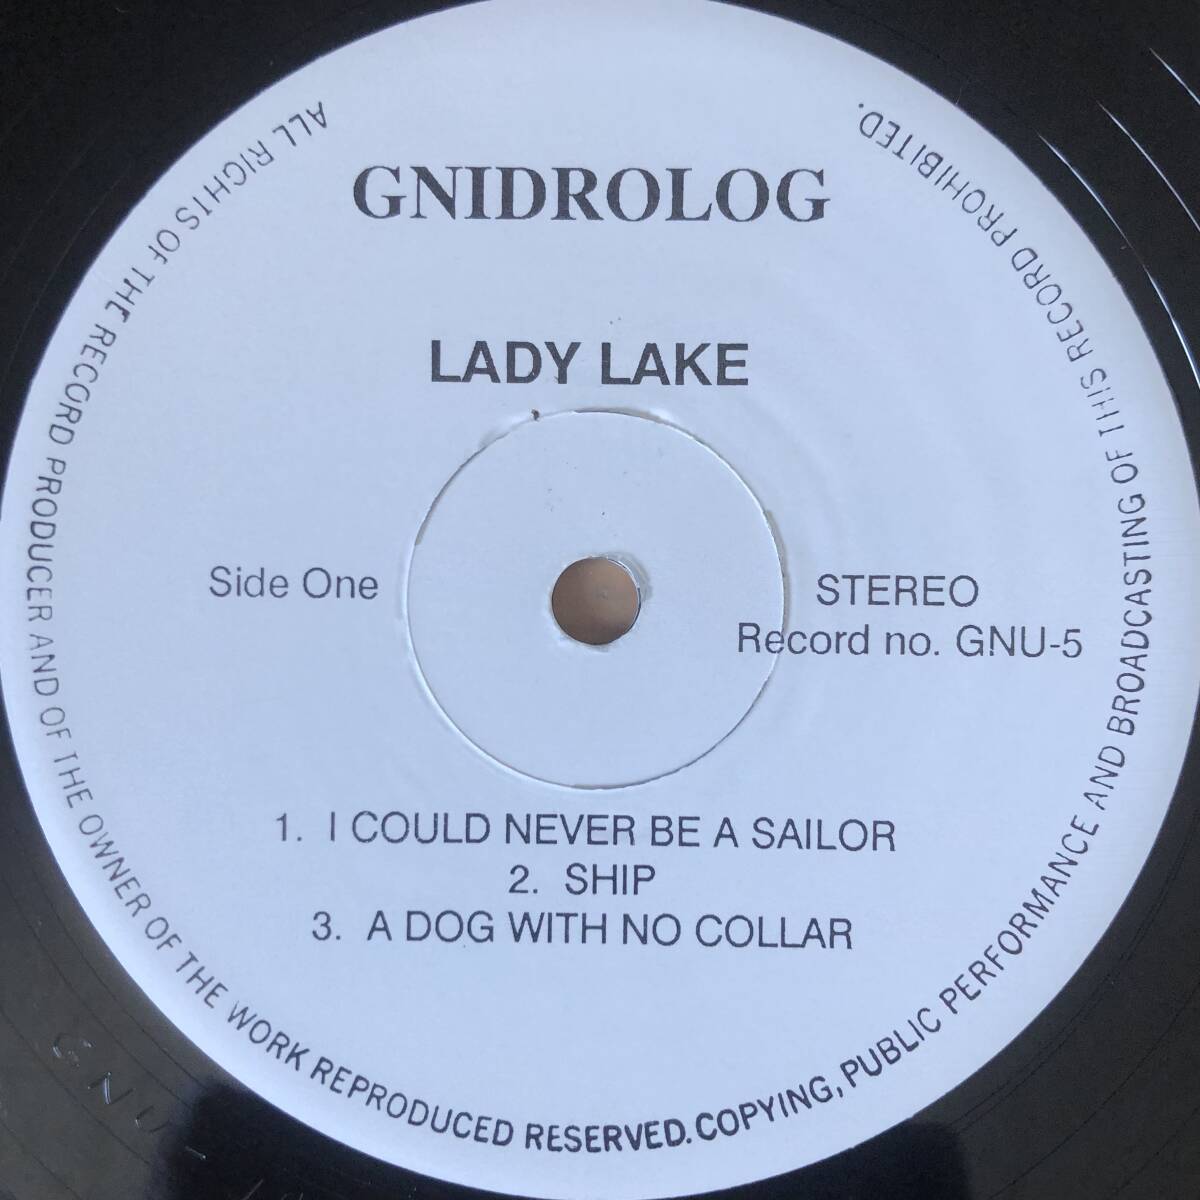 GNIDROLOG
LADY LAKE
Side One
STEREO
Record no. GNU-5
1. I COULD NEVER BE A SAILOR
2. SHIP
3. A DOG WITH NO COLLAR
ALL RIGHTS OF THE RECORD PRODUCER AND OF THE OWNER OF THE WORK REPRODUCED RESERVED. COPYING, PUBLIC PERFORMANCE AND BROADCASTING OF THIS RECORD PROHIBITED.
GNU